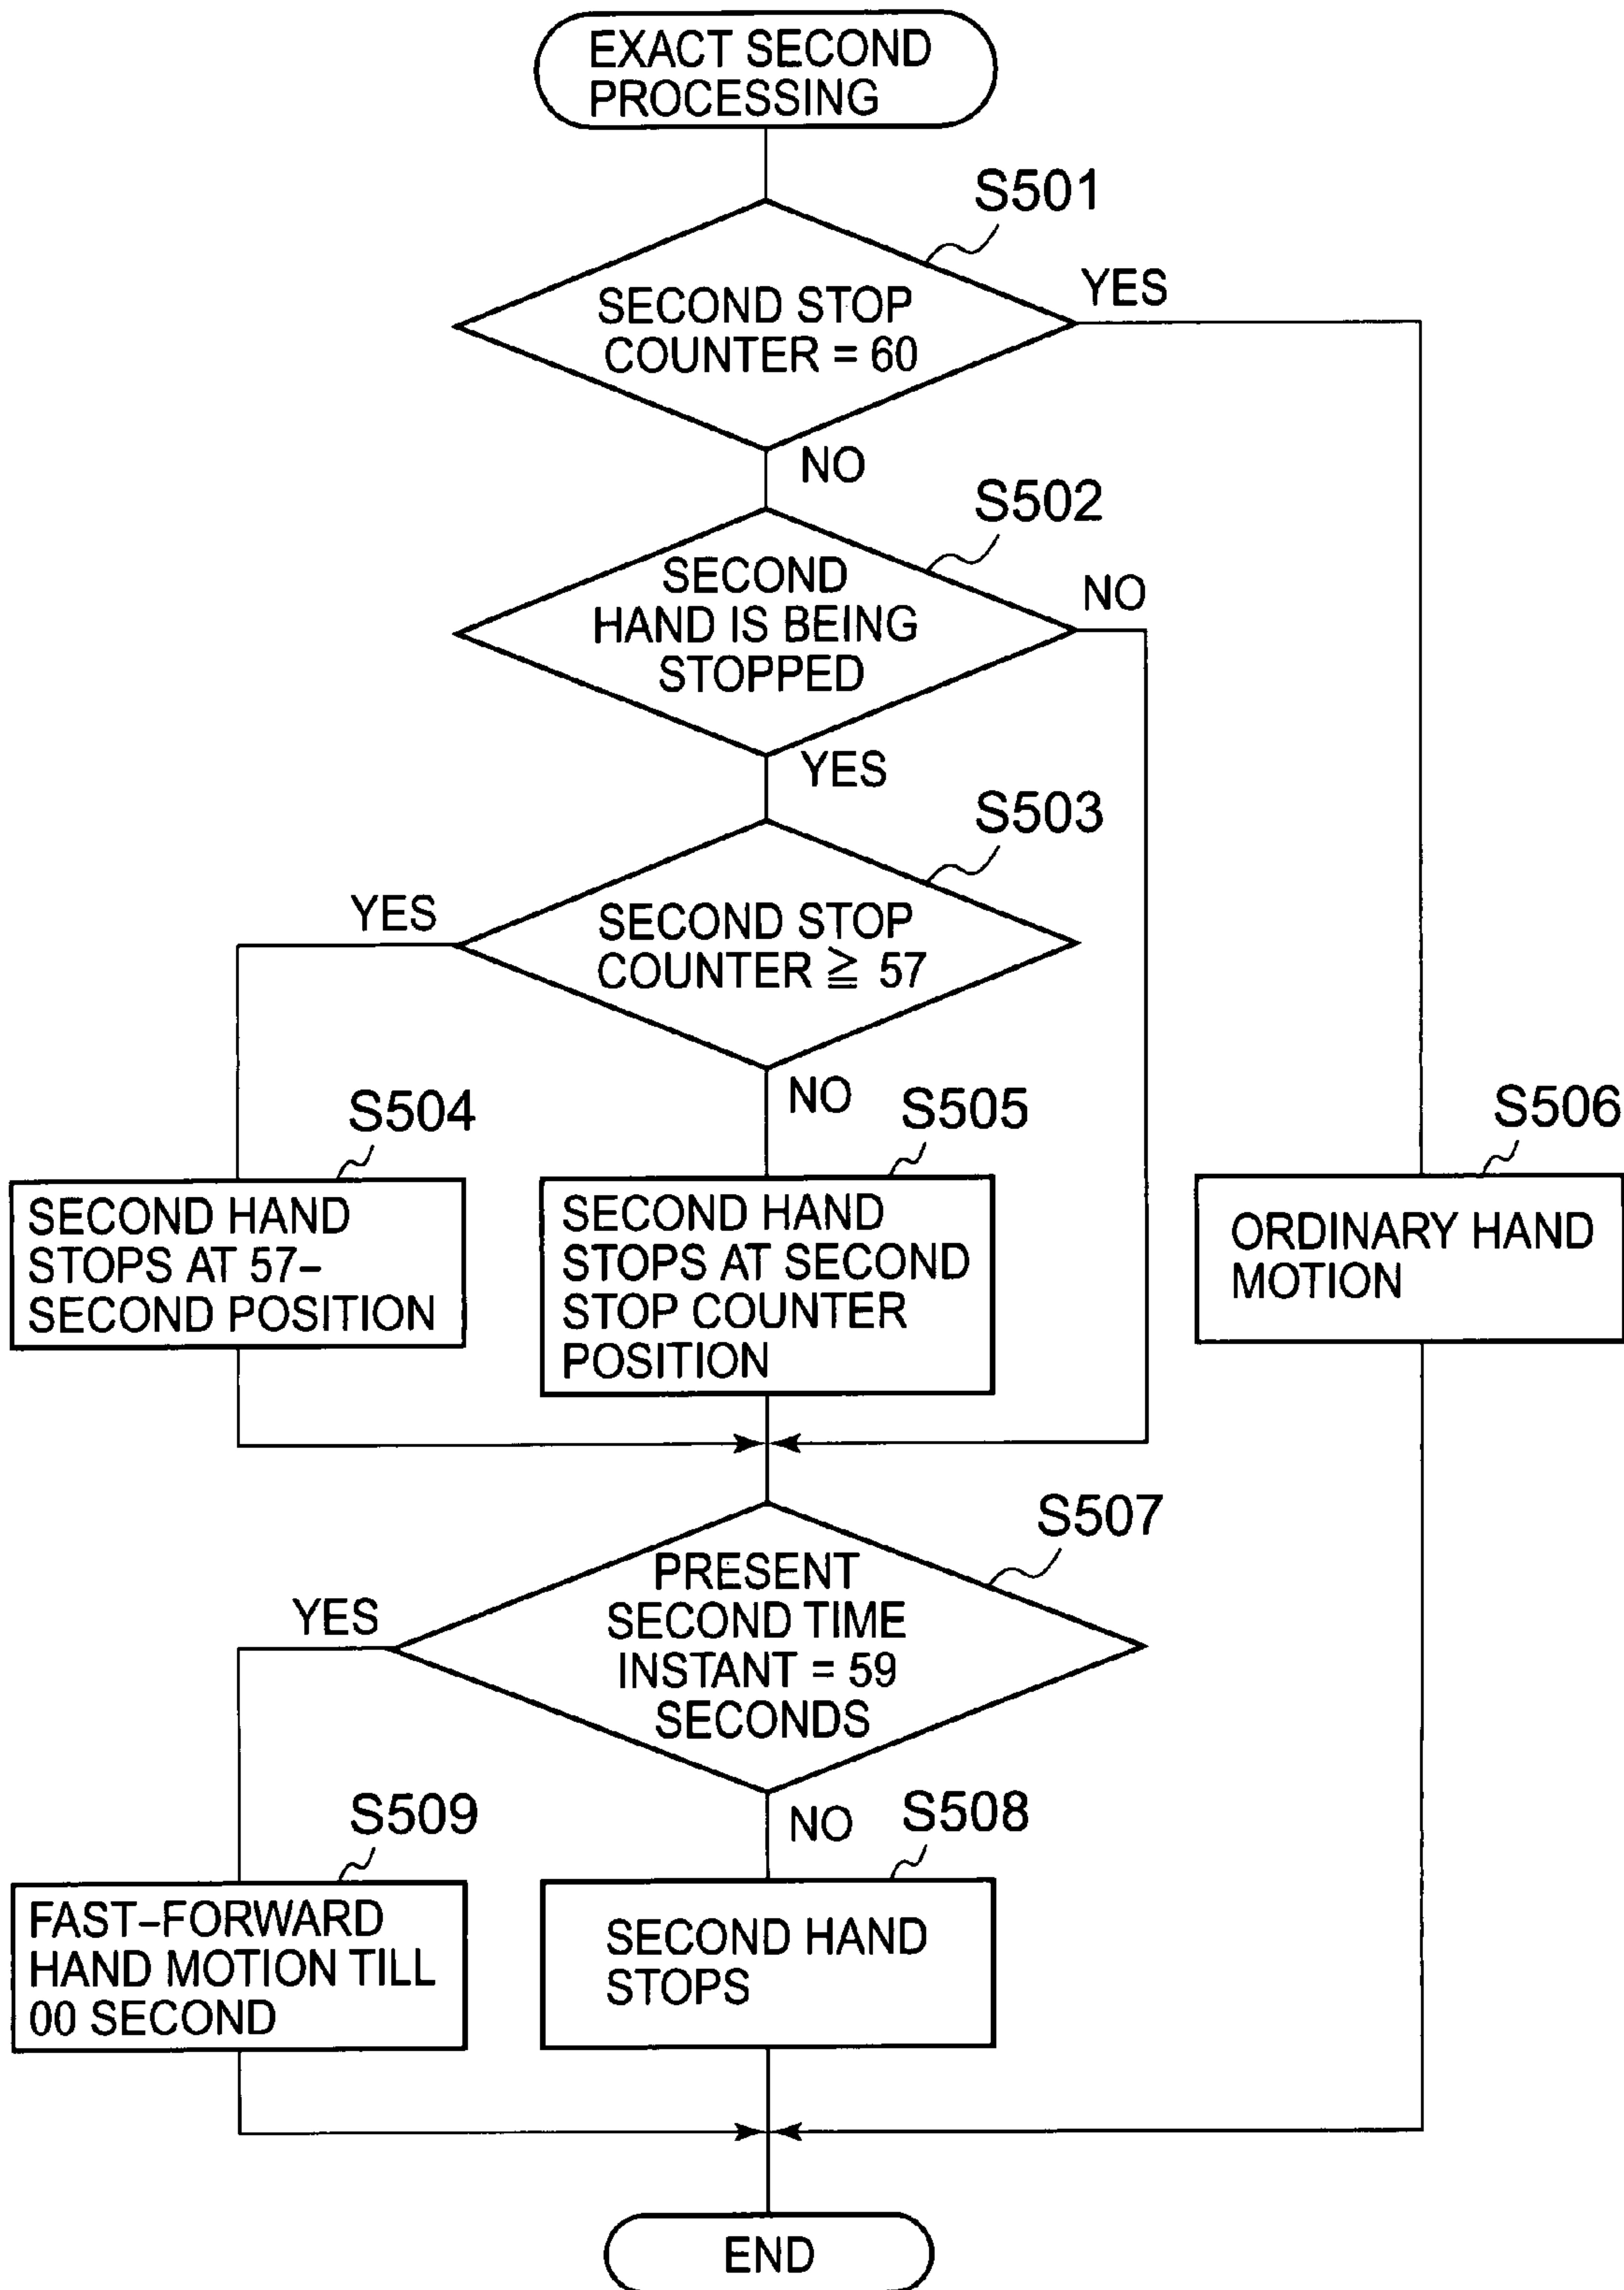 EXACT SECOND
PROCESSING
S501
SECOND STOP
COUNTER = 60
YES
NO
S502
SECOND
HAND IS BEING
STOPPED
NO
YES
S503
SECOND STOP
COUNTER ≧ 57
YES
NO
S504
SECOND HAND
STOPS AT 57–
SECOND POSITION
S505
SECOND HAND
STOPS AT SECOND
STOP COUNTER
POSITION
S506
ORDINARY HAND
MOTION
S507
PRESENT
SECOND TIME
INSTANT = 59
SECONDS
YES
NO
S509
FAST–FORWARD
HAND MOTION TILL
00 SECOND
S508
SECOND HAND
STOPS
END